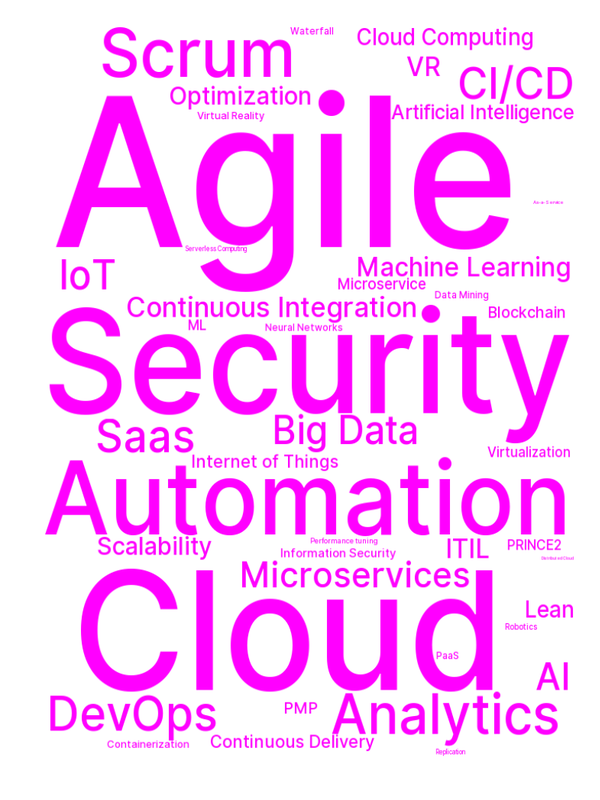 Waterfall
Scrum
Cloud Computing
VR
CI/CD
Optimization
Artificial Intelligence
Virtual Reality
Agile
Serverless Computing
IoT
Machine Learning
Microservice
Data Mining
Continuous Integration
Blockchain
ML
Neural Networks
Security
Saas
Big Data
Virtualization
Internet of Things
Automation
Performance tuning
Scalability
Information Security
ITIL
PRINCE2
Microservices
Cloud
Lean
Robotics
PaaS
AI
DevOps
PMP
Analytics
Containerization
Continuous Delivery
Replication